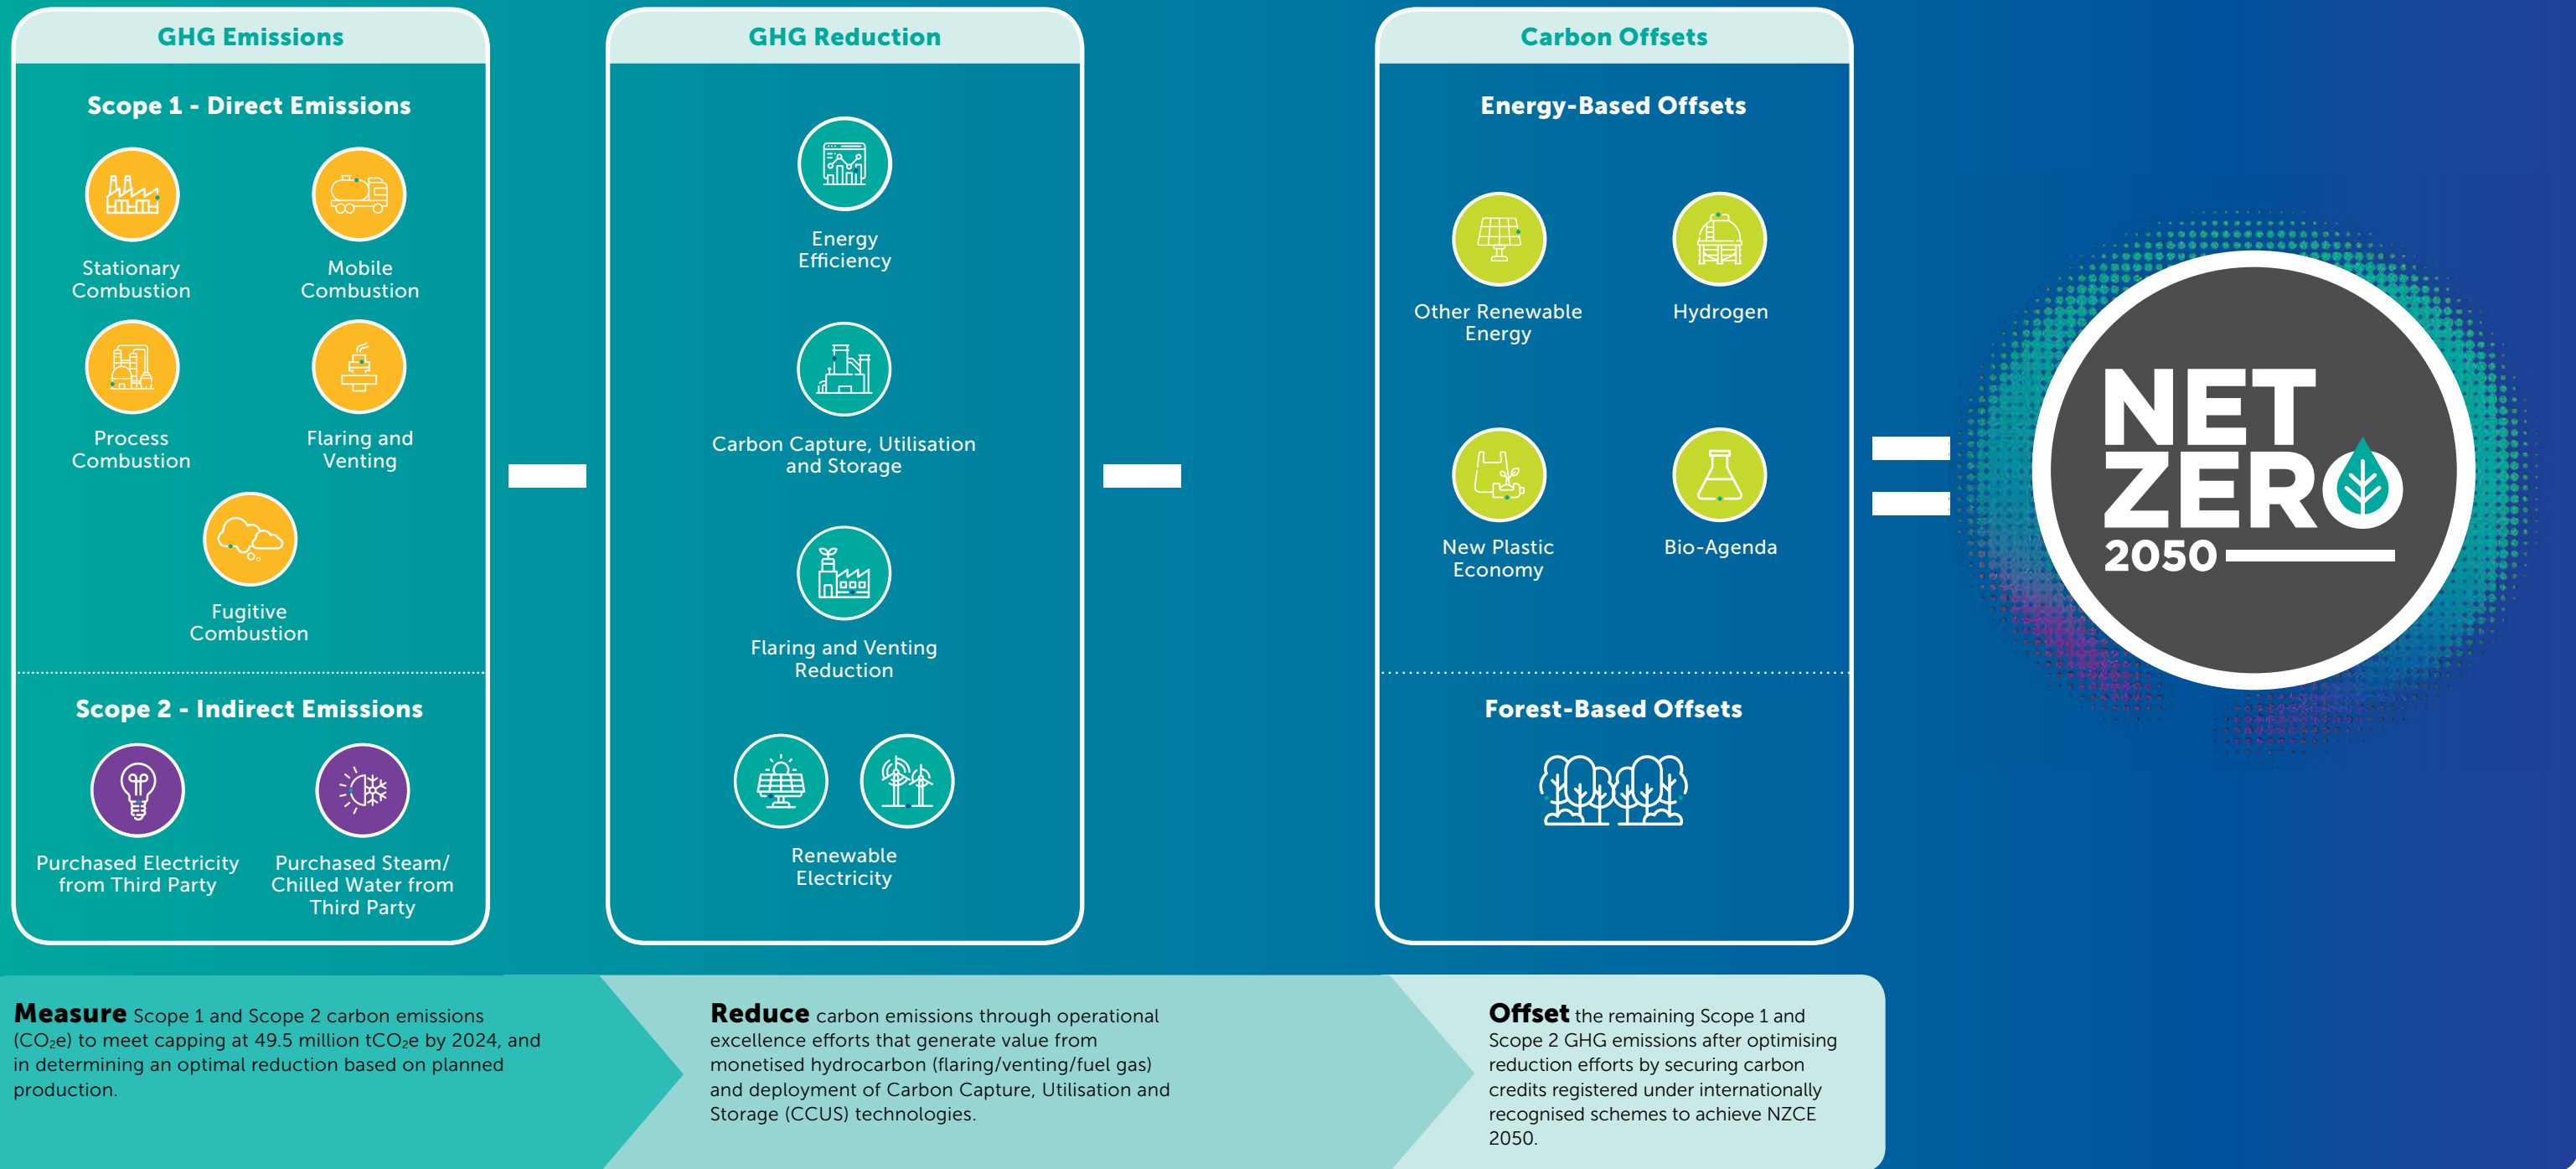 GHG Emissions
Scope 1 - Direct Emissions
Stationary
Combustion
Mobile
Combustion
Process
Combustion
Flaring and
Venting
Fugitive
Combustion
Scope 2 - Indirect Emissions
Purchased Electricity
from Third Party
Purchased Steam/
Chilled Water from
Third Party
GHG Reduction
Energy
Efficiency
Carbon Capture, Utilisation
and Storage
Flaring and Venting
Reduction
Renewable
Electricity
Carbon Offsets
Energy-Based Offsets
Other Renewable
Energy
Hydrogen
New Plastic
Economy
Bio-Agenda
Forest-Based Offsets
NET
ZERO
2050
Measure Scope 1 and Scope 2 carbon emissions
(CO₂e) to meet capping at 49.5 million tCO₂e by 2024, and
in determining an optimal reduction based on planned
production.
Reduce carbon emissions through operational
excellence efforts that generate value from
monetised hydrocarbon (flaring/venting/fuel gas)
and deployment of Carbon Capture, Utilisation and
Storage (CCUS) technologies.
Offset the remaining Scope 1 and
Scope 2 GHG emissions after optimising
reduction efforts by securing carbon
credits registered under internationally
recognised schemes to achieve NZCE
2050.